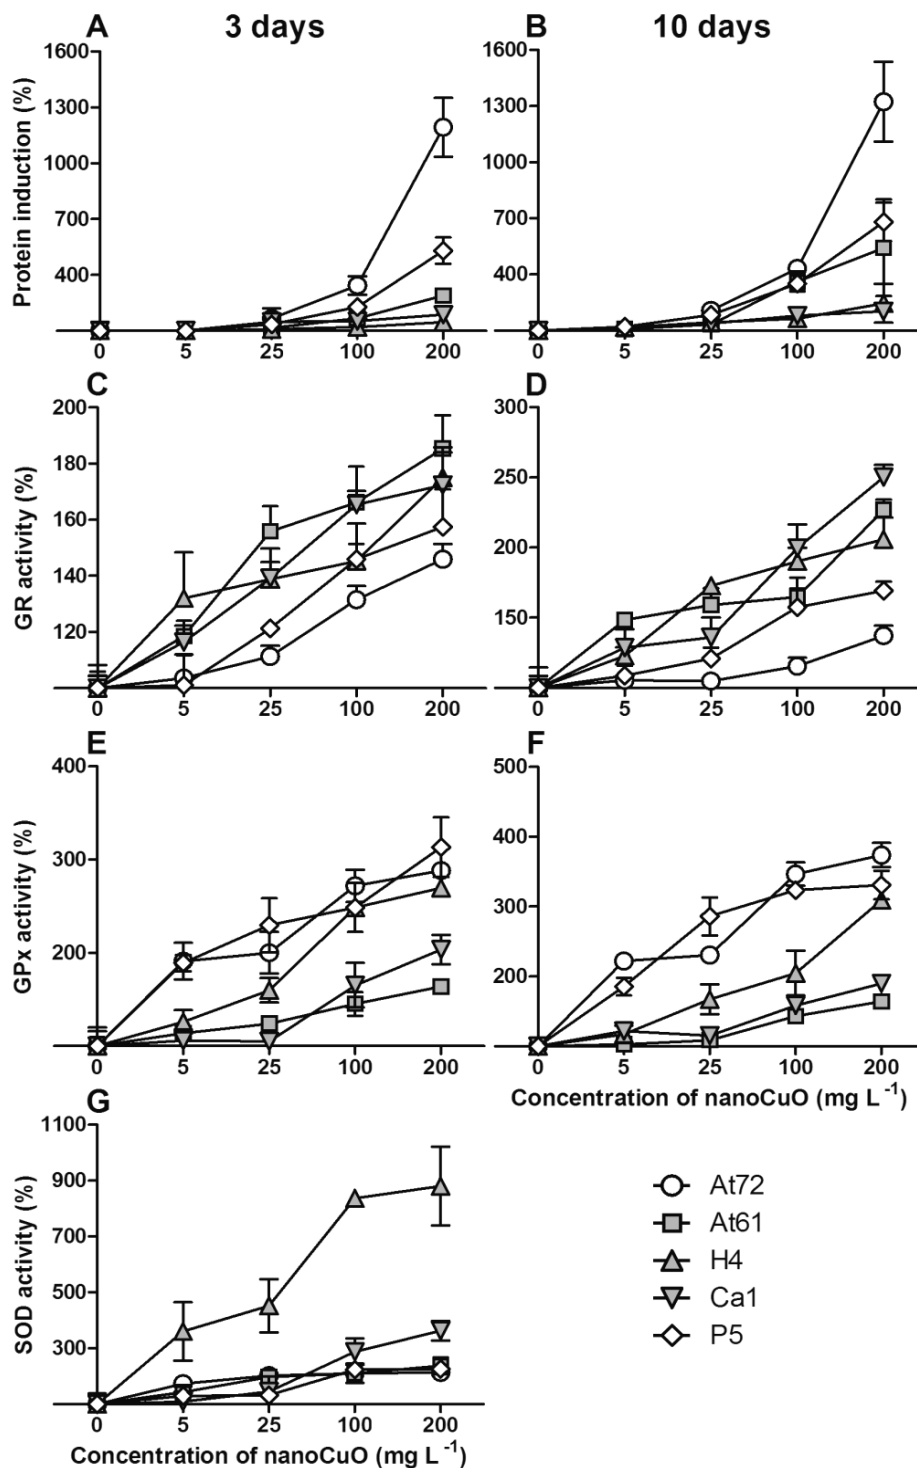 A 3 days B 10 days
Protein induction (%)
1600
1300
1000
700
400
0 5 25 100 200
1600
1300
1000
700
400
0 5 25 100 200
C D
GR activity (%)
200
180
160
140
120
0 5 25 100 200
300
250
200
150
0 5 25 100 200
E F
GPx activity (%)
400
300
200
0 5 25 100 200
500
400
300
200
0 5 25 100 200
Concentration of nanoCuO (mg L⁻¹)
G
SOD activity (%)
1100
900
700
500
300
0 5 25 100 200
Concentration of nanoCuO (mg L⁻¹)
At72
At61
H4
Ca1
P5